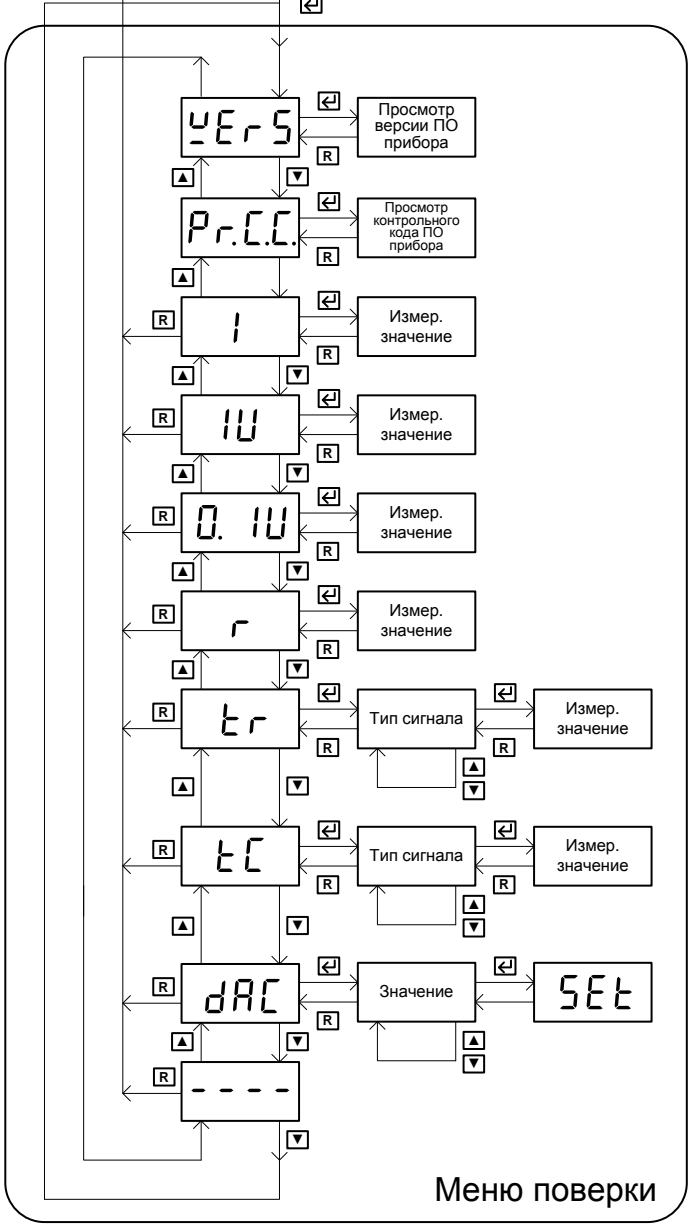 vErS
Просмотр
версии ПО
прибора
R
Pr.C.C.
Просмотр
контрольного
кода ПО
прибора
R
R
I
Измер.
значение
R
R
IU
Измер.
значение
R
R
0. IU
Измер.
значение
R
R
r
Измер.
значение
R
R
tr
Тип сигнала
Измер.
значение
R
R
R
tC
Тип сигнала
Измер.
значение
R
R
R
dAC
Значение
SEt
R
R
- - - -
Меню поверки